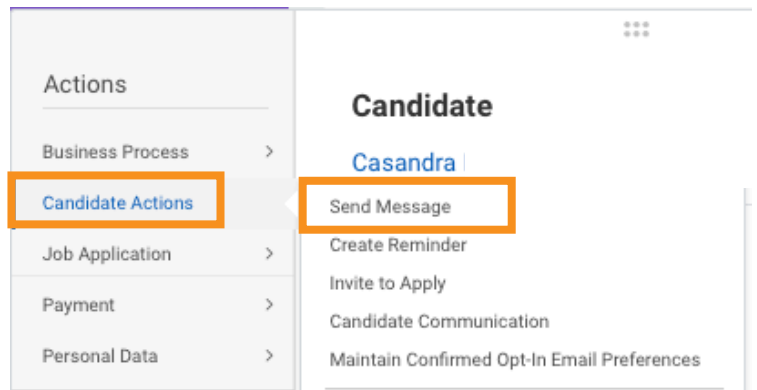 Actions
Business Process
Candidate Actions
Job Application
Payment
Personal Data
Candidate
Casandra
Send Message
Create Reminder
Invite to Apply
Candidate Communication
Maintain Confirmed Opt-In Email Preferences